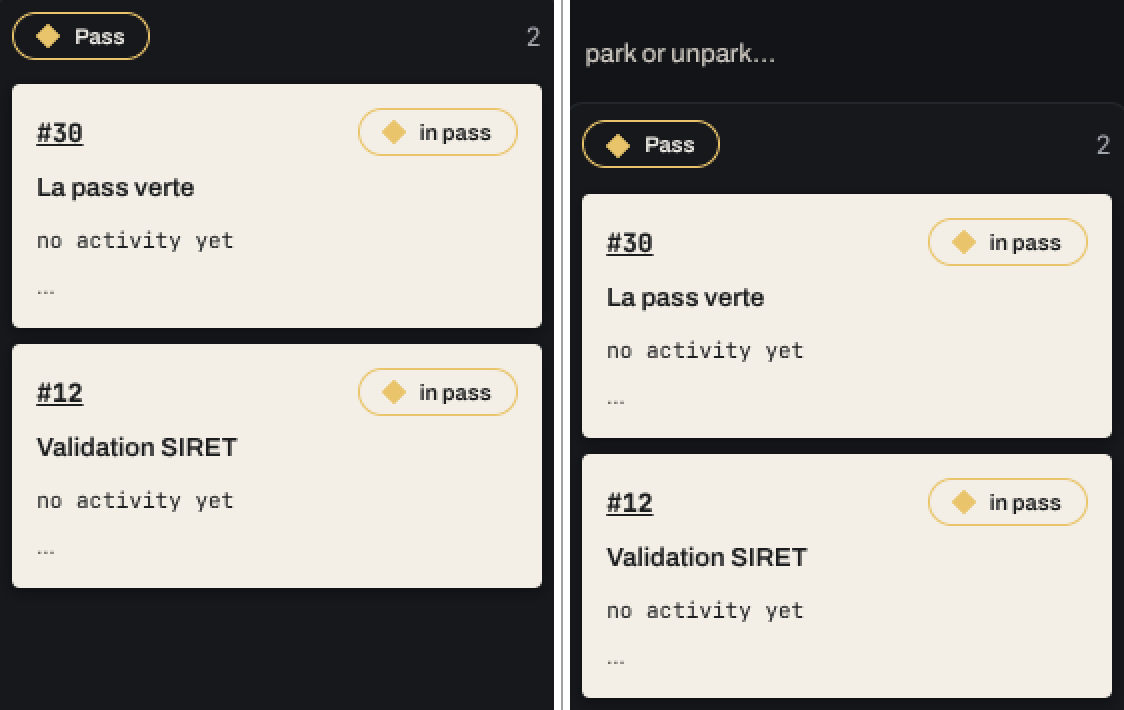 Pass
2
#30
in pass
La pass verte
no activity yet
...
#12
in pass
Validation SIRET
no activity yet
...
park or unpark...
Pass
2
#30
in pass
La pass verte
no activity yet
...
#12
in pass
Validation SIRET
no activity yet
...